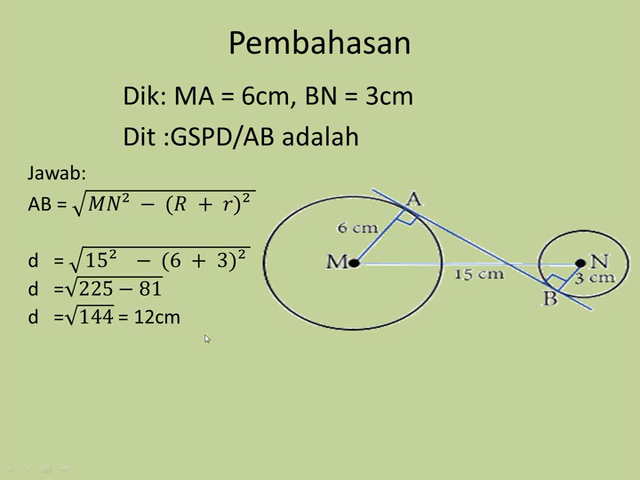 Pembahasan
Dik: MA = 6cm, BN = 3cm
Dit :GSPD/AB adalah
Jawab:
AB = √MN² − (R + r)²
d = √15² − (6 + 3)²
d =√225 − 81
d =√144 = 12cm
A
6 cm
M
15 cm
N
3 cm
B